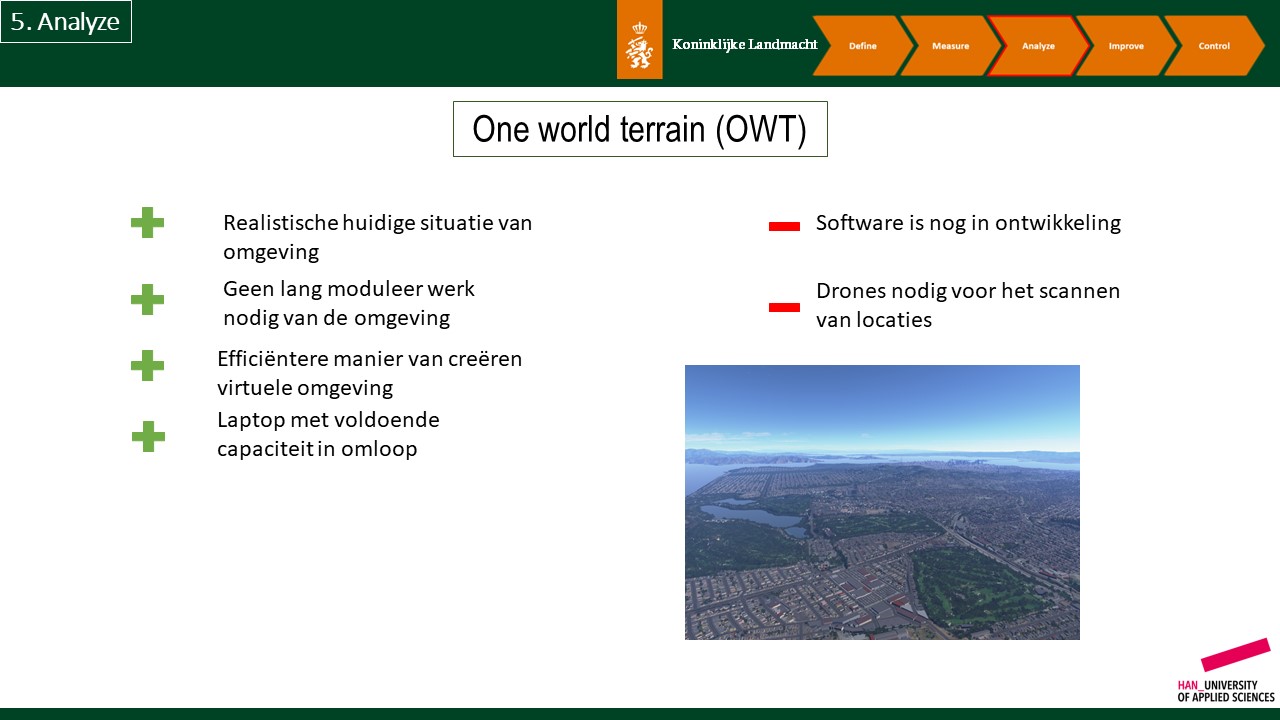 5. Analyze
Koninklijke Landmacht
Define
Measure
Analyze
Improve
Control
One world terrain (OWT)
Realistische huidige situatie van
omgeving
Geen lang moduleer werk
nodig van de omgeving
Efficiëntere manier van creëren
virtuele omgeving
Laptop met voldoende
capaciteit in omloop
Software is nog in ontwikkeling
Drones nodig voor het scannen
van locaties
HAN_UNIVERSITY
OF APPLIED SCIENCES